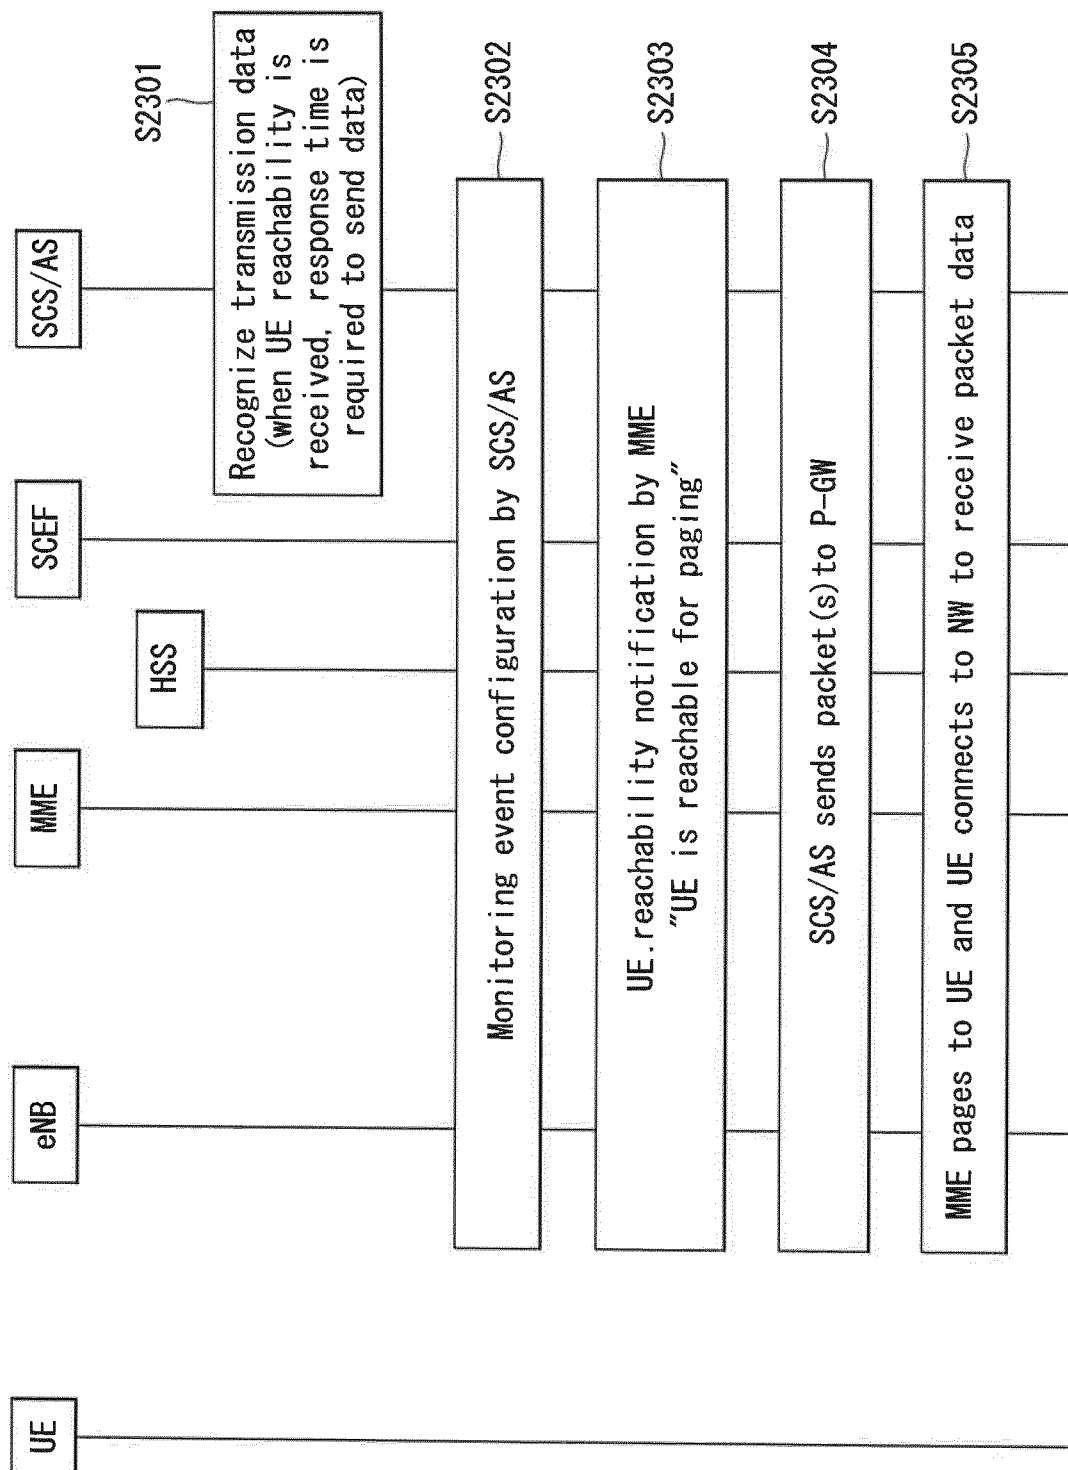 UE
eNB
MME
HSS
SCEF
SCS/AS
S2301
Recognize transmission data
(when UE reachability is
received, response time is
required to send data)
Monitoring event configuration by SCS/AS
S2302
UE.reachability notification by MME
"UE is reachable for paging"
S2303
SCS/AS sends packet(s)to P-GW
S2304
MME pages to UE and UE connects to NW to receive packet data
S2305